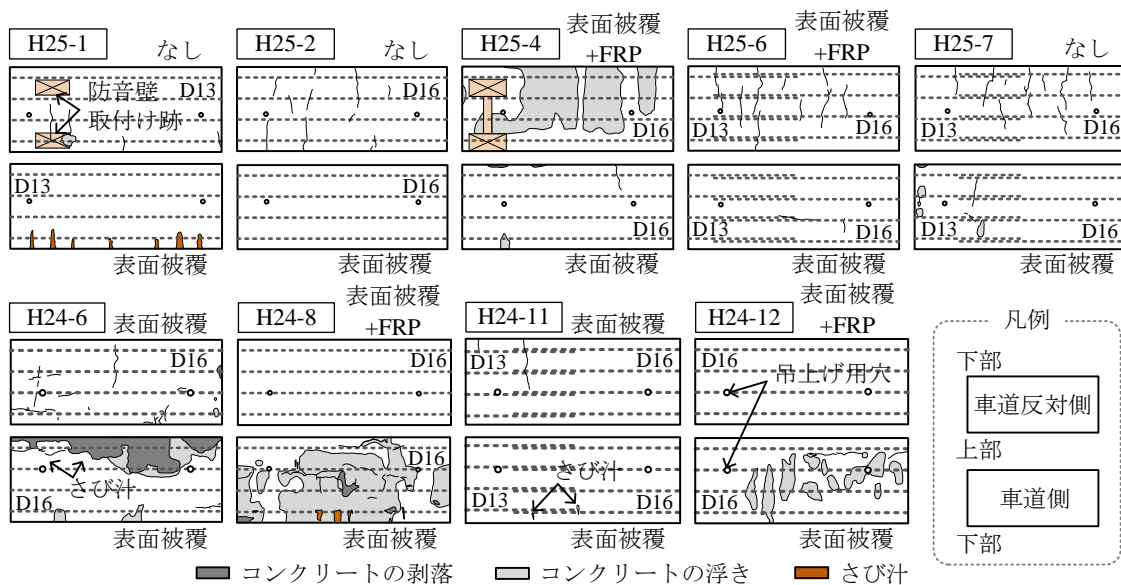 H25-1 なし
防音壁
取付け跡
D13
D13
表面被覆
H25-2 なし
D16
D16
表面被覆
H25-4 表面被覆
+FRP
D16
D16
表面被覆
H25-6 表面被覆
+FRP
D13 D16
D13 D16
表面被覆
H25-7 なし
D13 D16
D13 D16
表面被覆
H24-6 表面被覆
D16
さび汁
D16
表面被覆
H24-8 表面被覆
+FRP
D16
D16
表面被覆
H24-11 表面被覆
D13 D16
さび汁
D13 D16
表面被覆
H24-12 表面被覆
+FRP
D16
吊上げ用穴
D16
表面被覆
凡例
下部
車道反対側
上部
車道側
下部
コンクリートの剥落 コンクリートの浮き さび汁